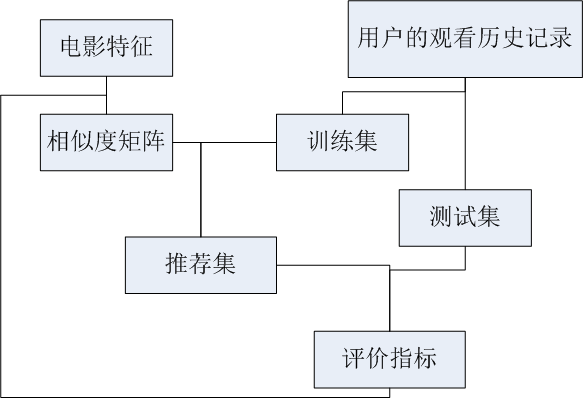 电影特征
用户的观看历史记录
相似度矩阵
训练集
测试集
推荐集
评价指标